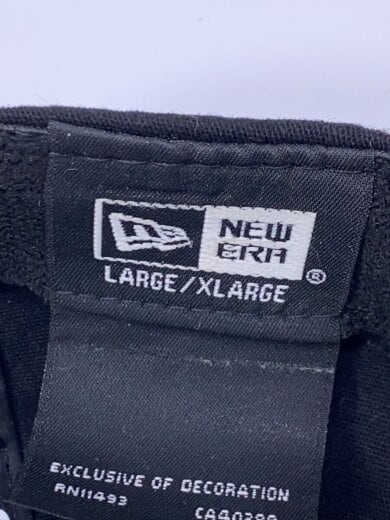 NEW
ERA
®
LARGE/XLARGE
EXCLUSIVE OF DECORATION
RN11493